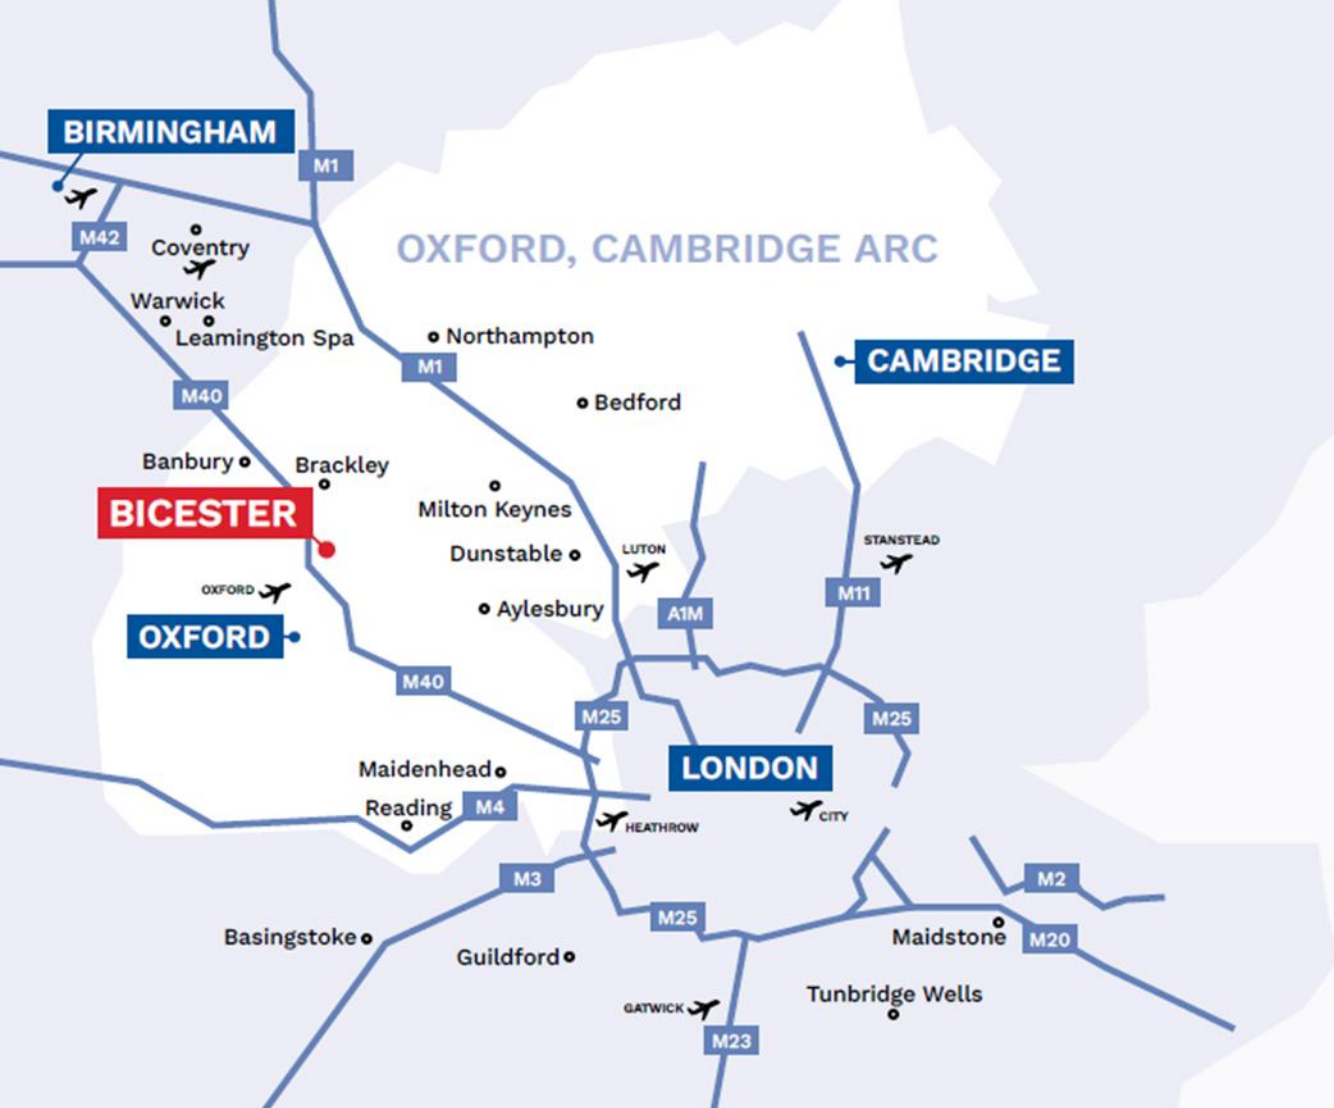 BIRMINGHAM
M1
M42
Coventry
OXFORD, CAMBRIDGE ARC
Warwick
Leamington Spa
Northampton
M1
CAMBRIDGE
M40
Bedford
Banbury
Brackley
BICESTER
Milton Keynes
Dunstable
LUTON
STANSTEAD
OXFORD
M11
Aylesbury
A1M
OXFORD
M40
M25
M25
LONDON
Maidenhead
Reading
M4
CITY
HEATHROW
M3
M2
M25
Basingstoke
Maidstone
M20
Guildford
Tunbridge Wells
GATWICK
M23